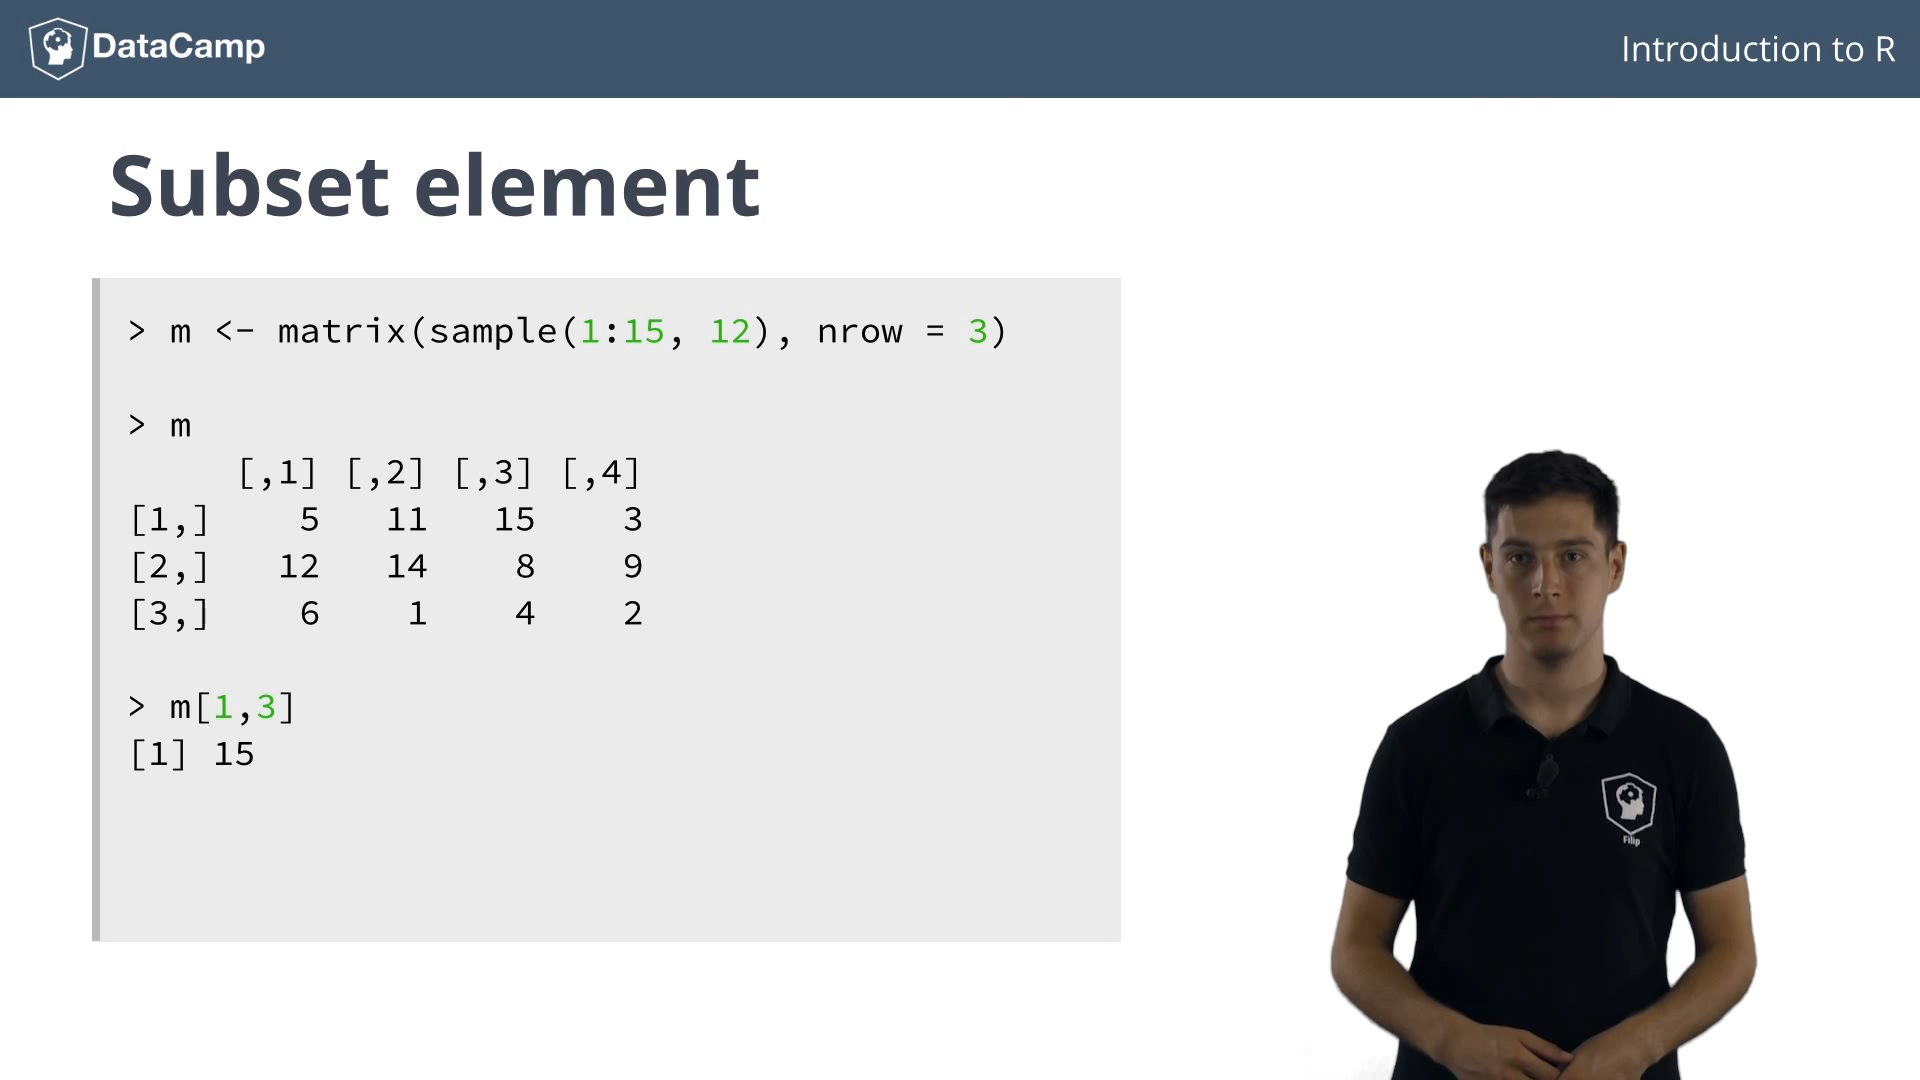 DataCamp
Introduction to R
Subset element
> m <- matrix(sample(1:15, 12), nrow = 3)
> m
     [,1] [,2] [,3] [,4]
[1,]    5   11   15    3
[2,]   12   14    8    9
[3,]    6    1    4    2
> m[1,3]
[1] 15
Filip